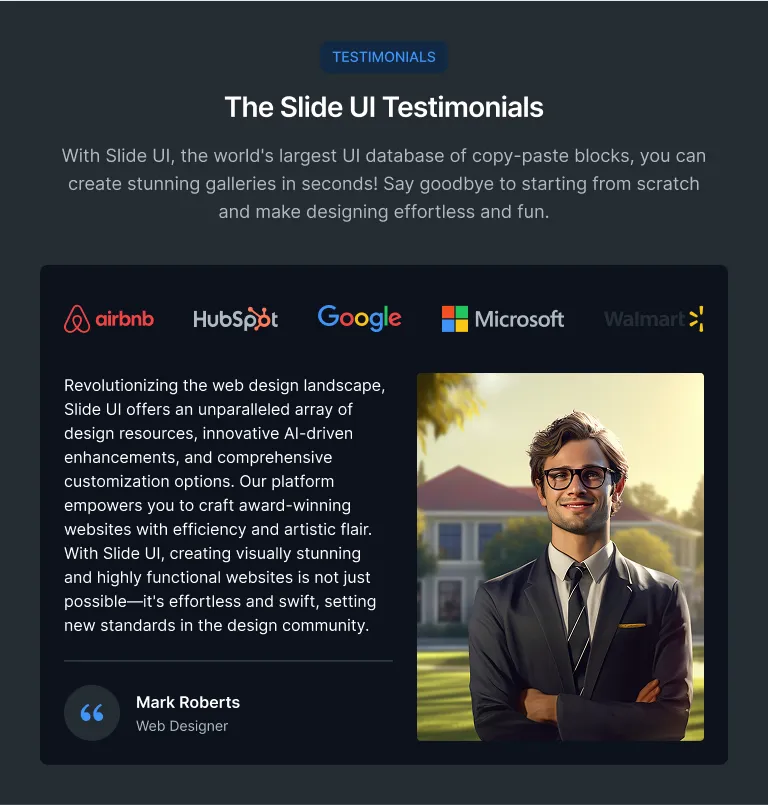 TESTIMONIALS
The Slide UI Testimonials
With Slide UI, the world's largest UI database of copy-paste blocks, you can
create stunning galleries in seconds! Say goodbye to starting from scratch
and make designing effortless and fun.
airbnb
HubSpot
Google
Microsoft
Walmart
Revolutionizing the web design landscape,
Slide UI offers an unparalleled array of
design resources, innovative AI-driven
enhancements, and comprehensive
customization options. Our platform
empowers you to craft award-winning
websites with efficiency and artistic flair.
With Slide UI, creating visually stunning
and highly functional websites is not just
possible—it's effortless and swift, setting
new standards in the design community.
Mark Roberts
Web Designer